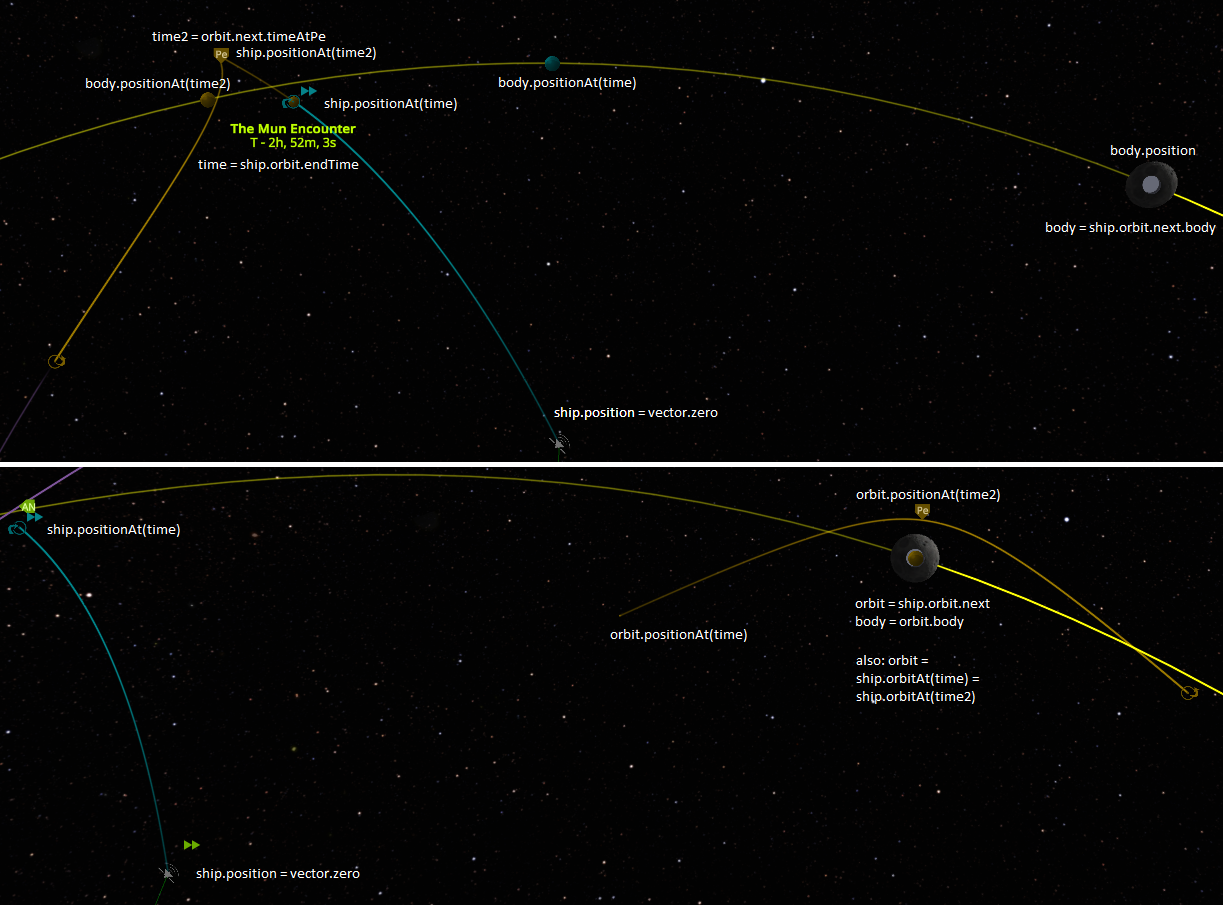 time2 = orbit.next.timeAtPe
Pe
ship.positionAt(time2)
body.positionAt(time2)
body.positionAt(time)
ship.positionAt(time)
The Mun Encounter
T - 2h, 52m, 3s
time = ship.orbit.endTime
body.position
body = ship.orbit.next.body
ship.position = vector.zero
orbit.positionAt(time2)
AN
Pe
ship.positionAt(time)
orbit = ship.orbit.next
body = orbit.body
orbit.positionAt(time)
also: orbit =
ship.orbitAt(time) =
ship.orbitAt(time2)
ship.position = vector.zero